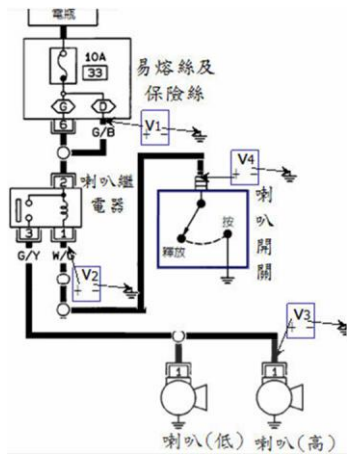 電瓶
10A
33
易熔絲及
保險絲
G
D
6
G/B
V1
+ -
2
喇叭繼
電器
V4
+ -
喇叭開關
按
釋放
3
1
G/Y
W/G
V2
+ -
V3
+ -
1
1
喇叭(低)
喇叭(高)